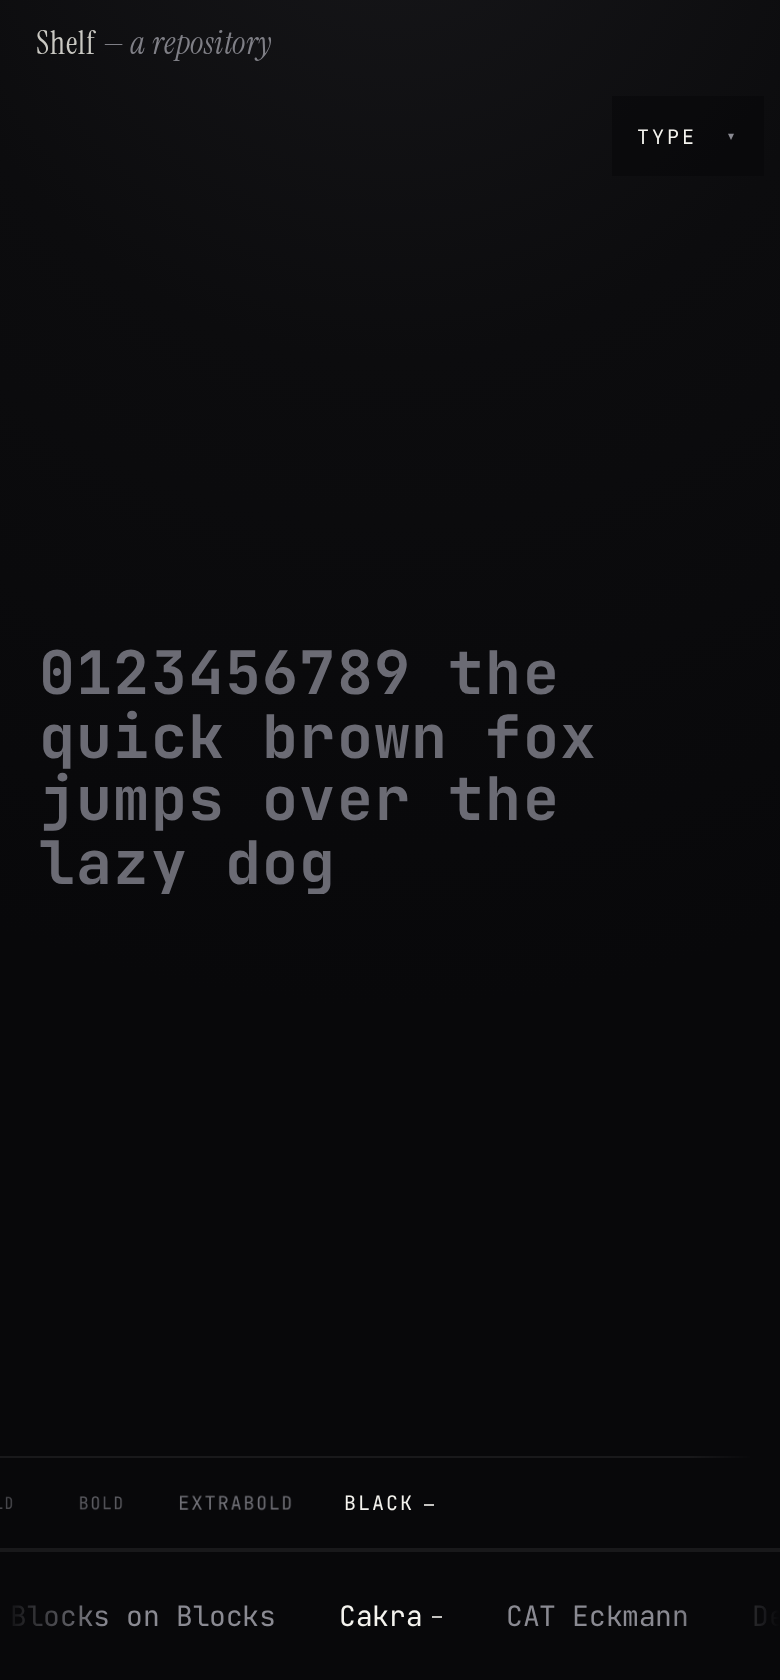 Shelf — a repository
TYPE ▾
0123456789 the
quick brown fox
jumps over the
lazy dog
BOLD EXTRABOLD BLACK —
Blocks on Blocks Cakra — CAT Eckmann